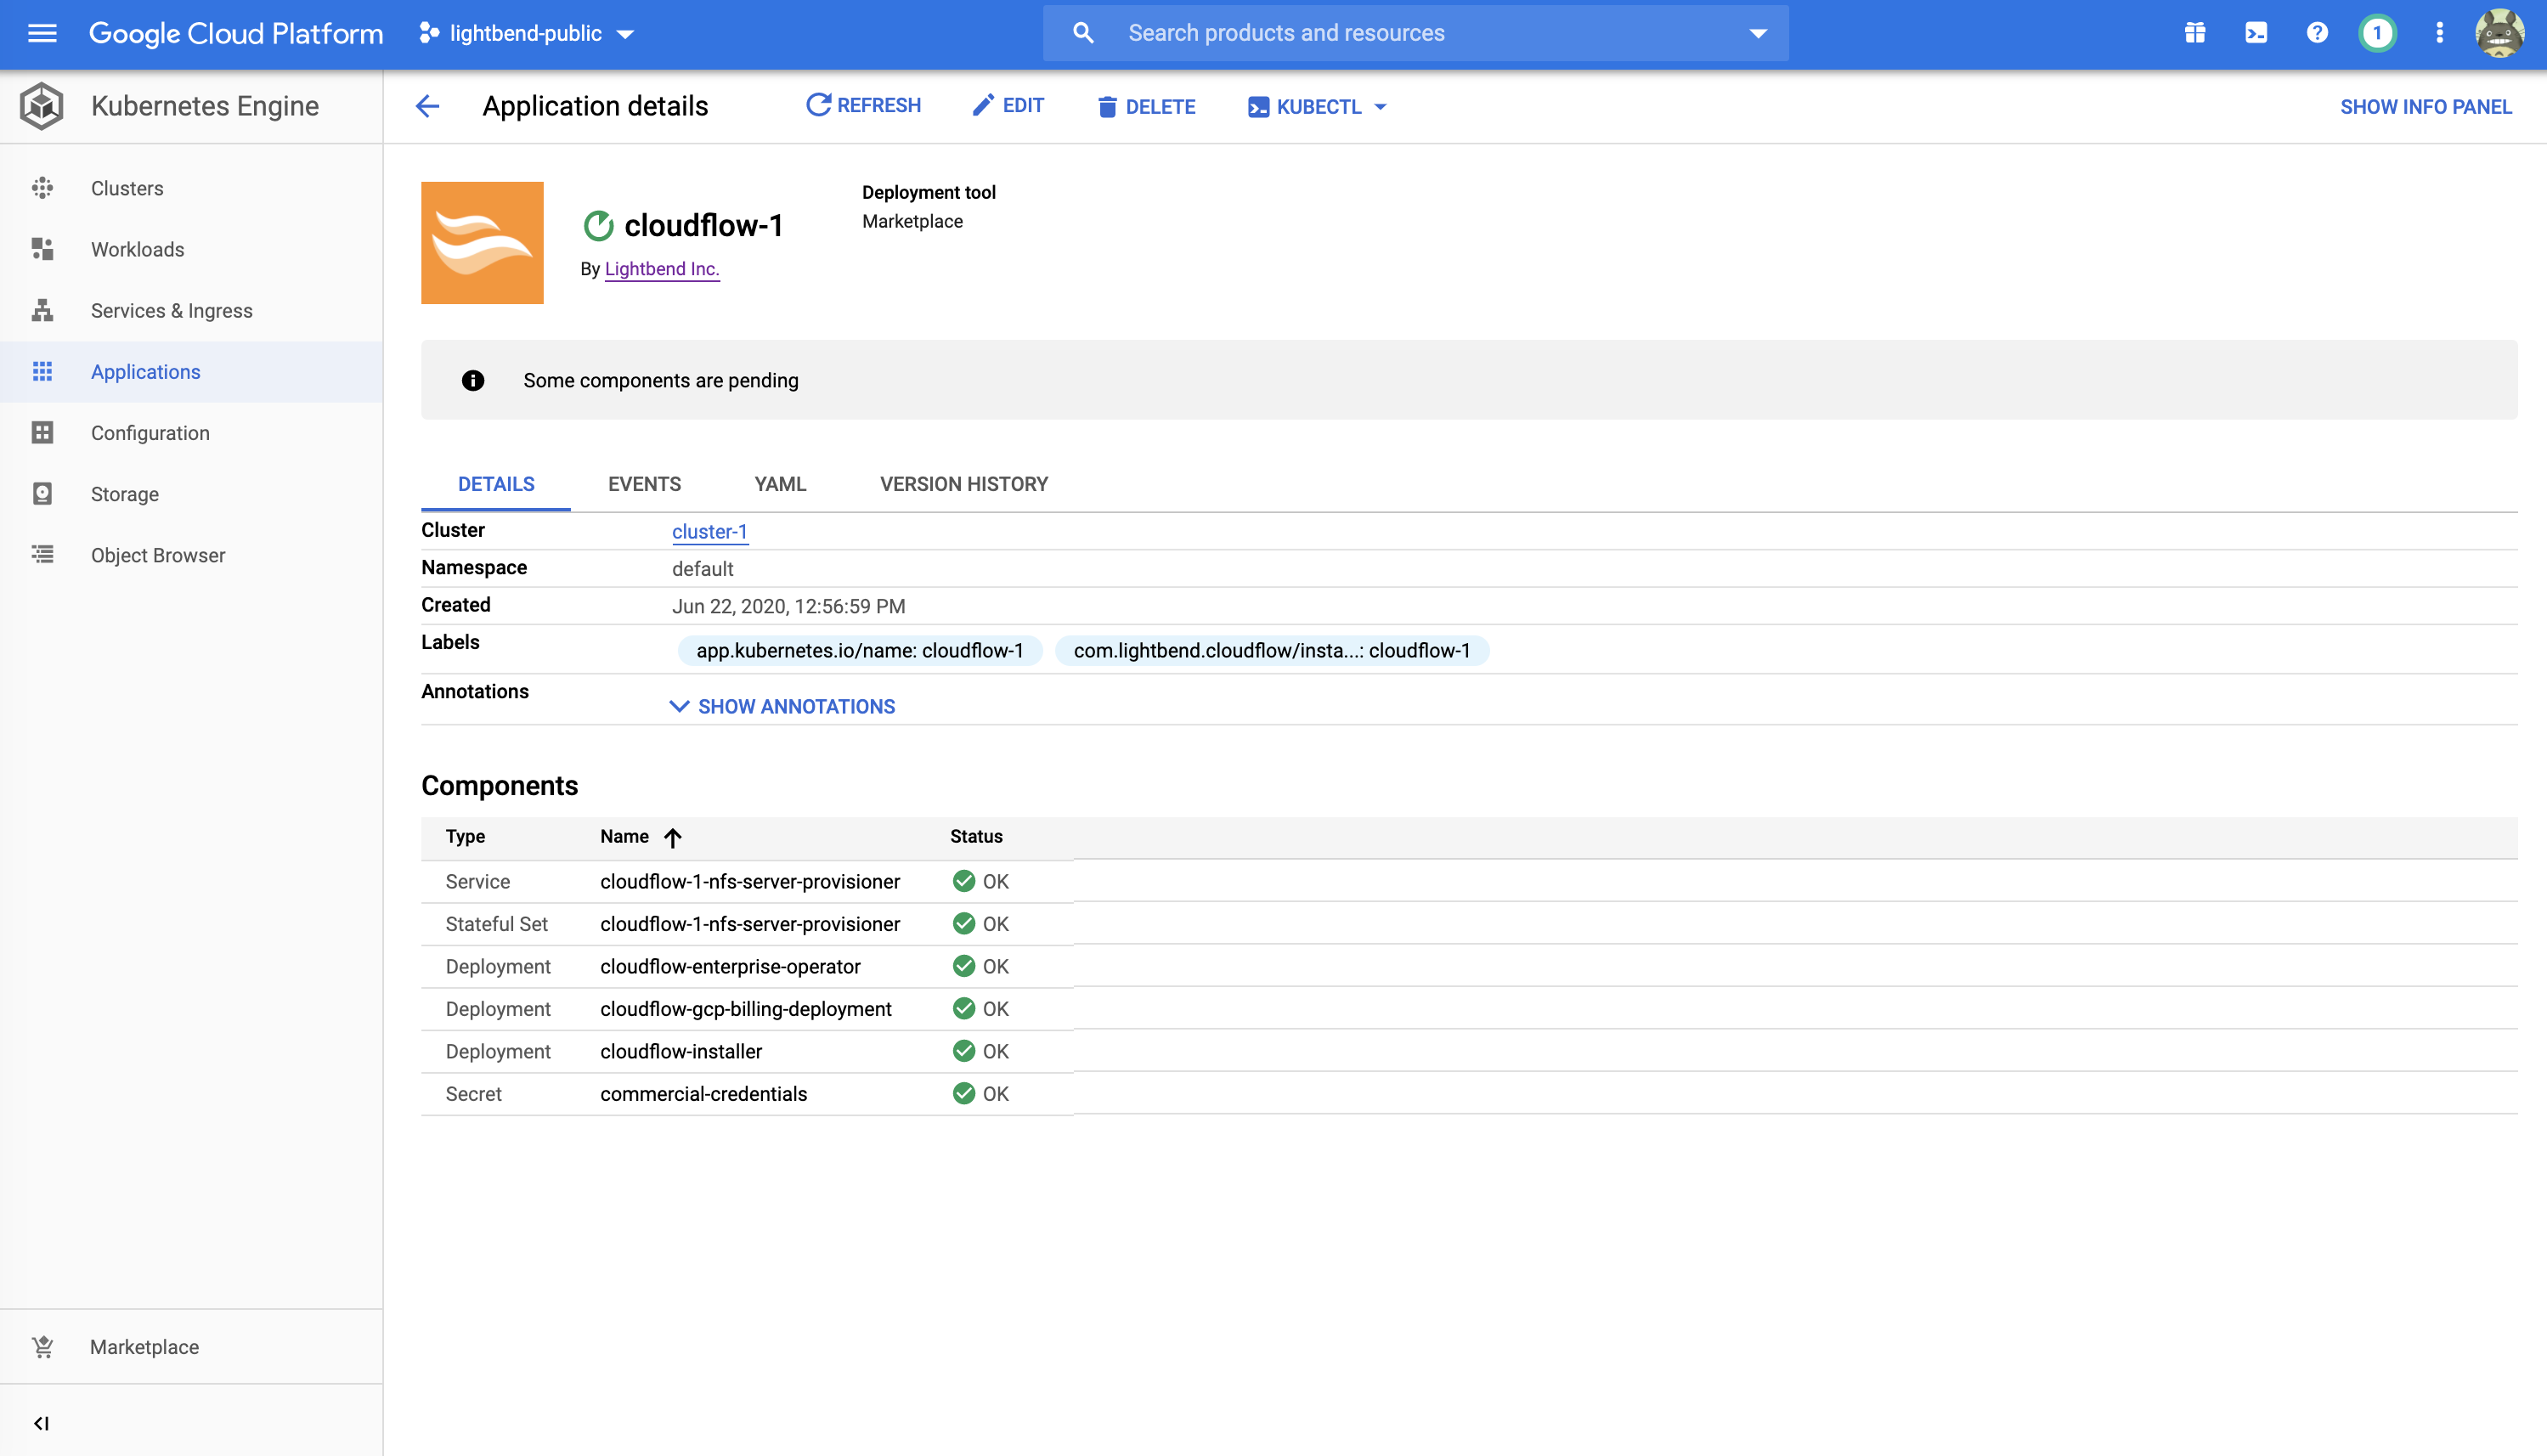 Google Cloud Platform
lightbend-public
Search products and resources
1
Kubernetes Engine
Application details
REFRESH
EDIT
DELETE
KUBECTL
SHOW INFO PANEL
Clusters
Workloads
Services & Ingress
Applications
Configuration
Storage
Object Browser
Marketplace
cloudflow-1
By Lightbend Inc.
Deployment tool
Marketplace
Some components are pending
DETAILS
EVENTS
YAML
VERSION HISTORY
Cluster cluster-1
Namespace default
Created Jun 22, 2020, 12:56:59 PM
Labels app.kubernetes.io/name: cloudflow-1 com.lightbend.cloudflow/insta...: cloudflow-1
Annotations SHOW ANNOTATIONS
Components
Type Name Status
Service cloudflow-1-nfs-server-provisioner OK
Stateful Set cloudflow-1-nfs-server-provisioner OK
Deployment cloudflow-enterprise-operator OK
Deployment cloudflow-gcp-billing-deployment OK
Deployment cloudflow-installer OK
Secret commercial-credentials OK